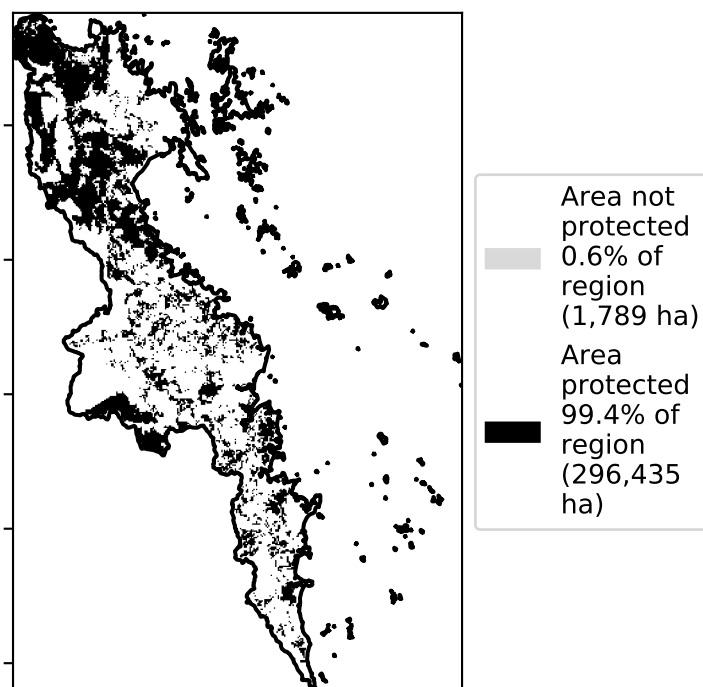 Area not
protected
0.6% of
region
(1,789 ha)
Area
protected
99.4% of
region
(296,435
ha)